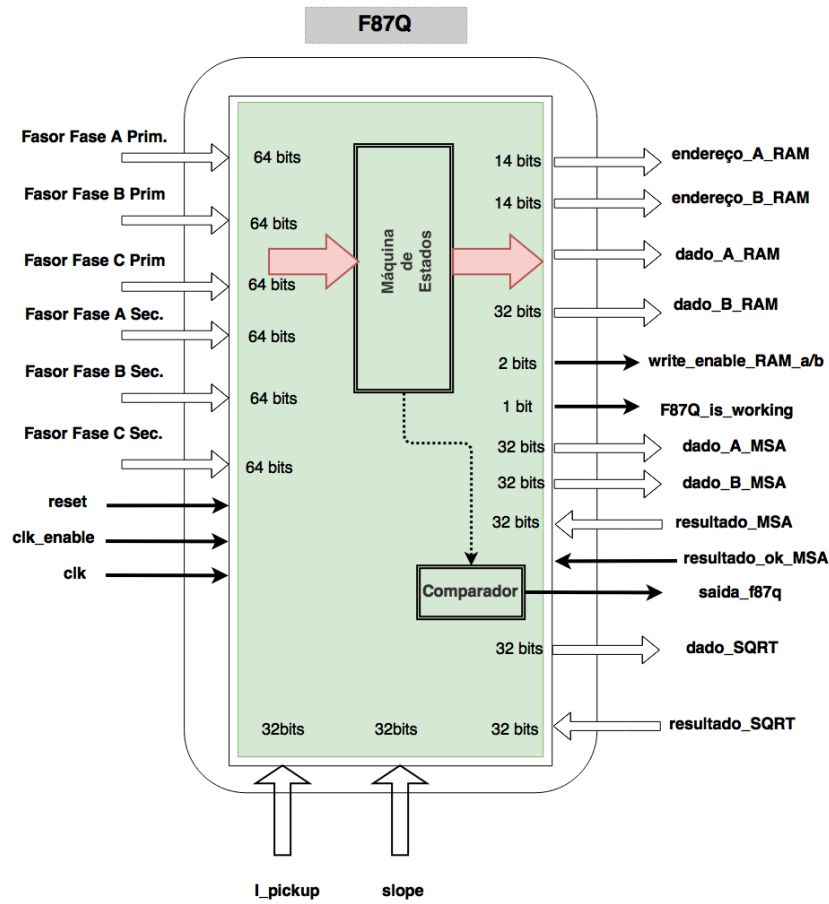 F87Q
Fasor Fase A Prim.
64 bits
Fasor Fase B Prim
64 bits
Fasor Fase C Prim
64 bits
Fasor Fase A Sec.
64 bits
Fasor Fase B Sec.
64 bits
Fasor Fase C Sec.
64 bits
reset
clk_enable
clk
Máquina
de
Estados
Comparador
14 bits
endereço_A_RAM
14 bits
endereço_B_RAM
dado_A_RAM
32 bits
dado_B_RAM
2 bits
write_enable_RAM_a/b
1 bit
F87Q_is_working
32 bits
dado_A_MSA
32 bits
dado_B_MSA
32 bits
resultado_MSA
resultado_ok_MSA
saida_f87q
32 bits
dado_SQRT
32 bits
resultado_SQRT
32bits
32bits
I_pickup
slope